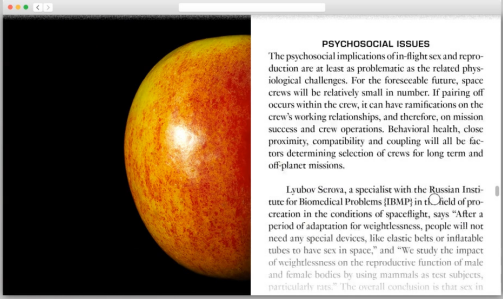 PSYCHOSOCIAL ISSUES
The psychosocial implications of in-flight sex and repro-
duction are at least as problematic as the related phys-
iological challenges. For the foreseeable future, space
crews will be relatively small in number. If pairing off
occurs within the crew, it can have ramifications on the
crew's working relationships, and therefore, on mission
success and crew operations. Behavioral health, close
proximity, compatibility and coupling will all be fac-
tors determining selection of crews for long term and
off-planet missions.
Lyubov Serova, a specialist with the Russian Insti-
tute for Biomedical Problems [IBMP] in the field of pro-
creation in the conditions of spaceflight, says "After a
period of adaptation for weightlessness, people will not
need any special devices, like elastic belts or inflatable
tubes to have sex in space," and "We study the impact
of weightlessness on the reproductive function of male
and female bodies by using mammals as test subjects,
particularly rats." The overall conclusion is that sex in